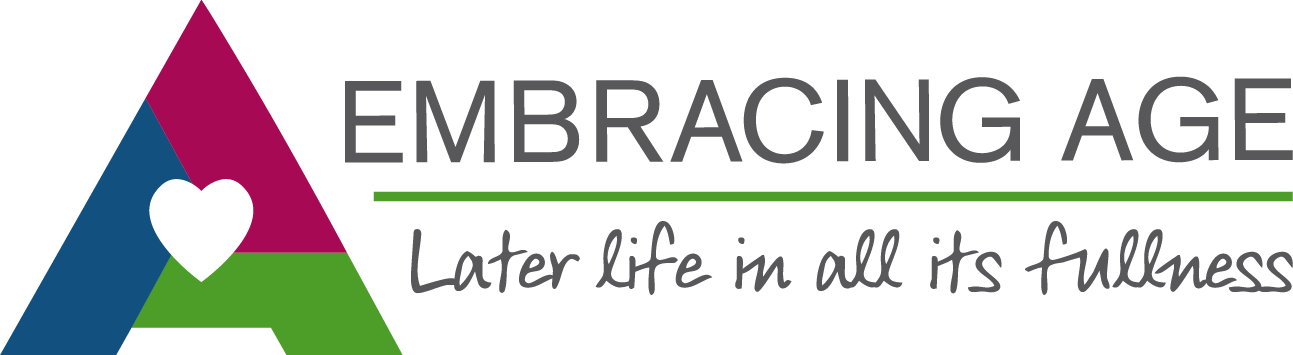 EMBRACING AGE
Later life in all its fullness